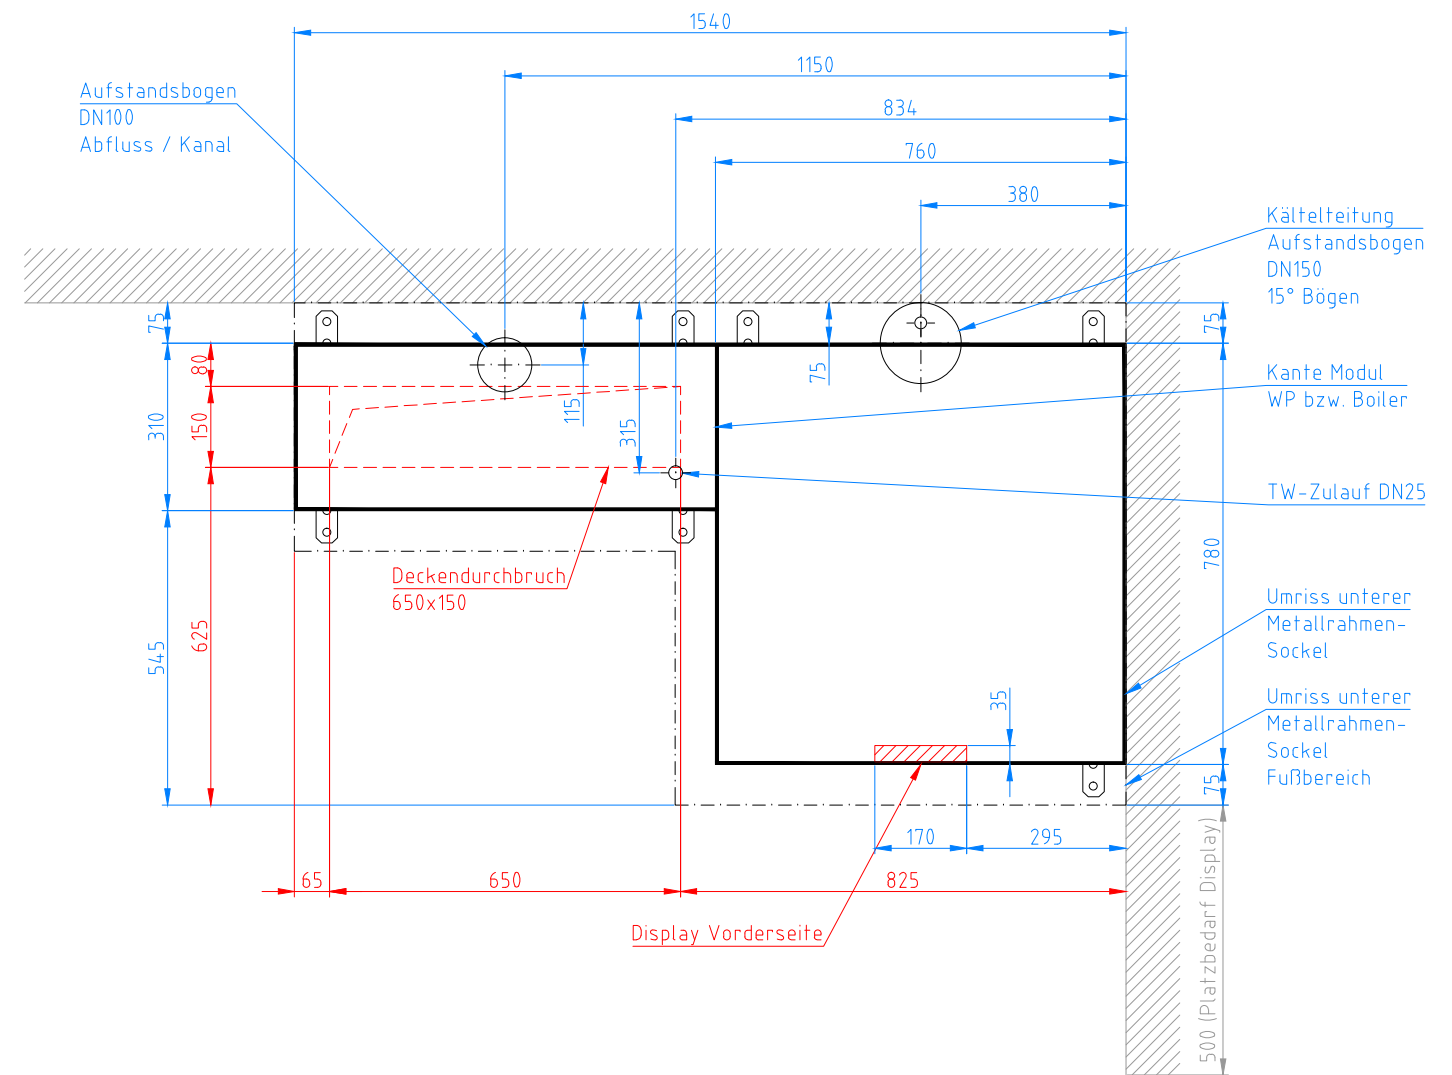 1540
1150
834
760
380
Aufstandsbogen
DN100
Abfluss / Kanal
Kältelteitung
Aufstandsbogen
DN150
15° Bögen
75
80
150
310
115
315
75
75
Kante Modul
WP bzw. Boiler
TW-Zulauf DN25
Deckendurchbruch
650x150
625
545
780
35
Umriss unterer
Metallrahmen-
Sockel
Umriss unterer
Metallrahmen-
Sockel
Fußbereich
75
170
295
65
650
825
Display Vorderseite
500 (Platzbedarf Display)